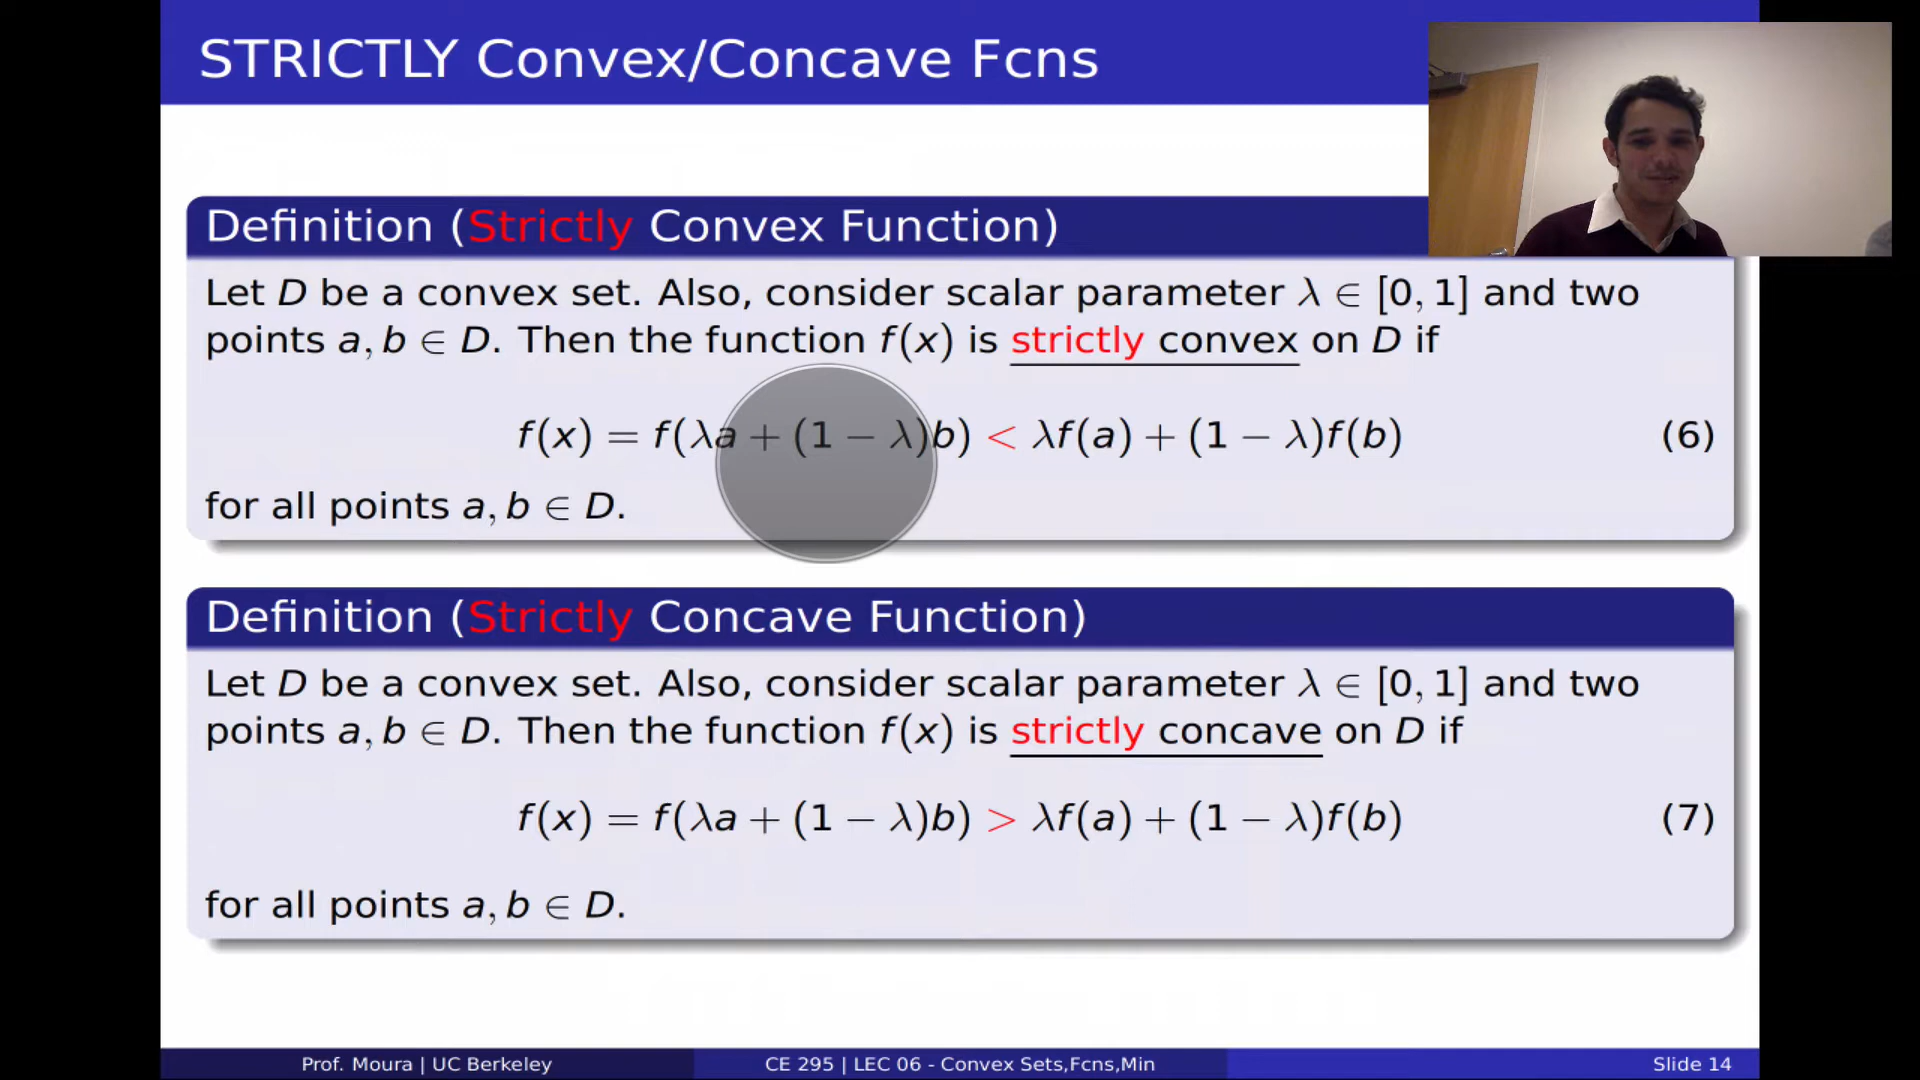 STRICTLY Convex/Concave Fcns
Definition (Strictly Convex Function)
Let D be a convex set. Also, consider scalar parameter λ ∈ [0, 1] and two
points a, b ∈ D. Then the function f(x) is strictly convex on D if
f(x) = f(λa + (1 − λ)b) < λf(a) + (1 − λ)f(b) (6)
for all points a, b ∈ D.
Definition (Strictly Concave Function)
Let D be a convex set. Also, consider scalar parameter λ ∈ [0, 1] and two
points a, b ∈ D. Then the function f(x) is strictly concave on D if
f(x) = f(λa + (1 − λ)b) > λf(a) + (1 − λ)f(b) (7)
for all points a, b ∈ D.
Prof. Moura | UC Berkeley CE 295 | LEC 06 - Convex Sets,Fcns,Min Slide 14